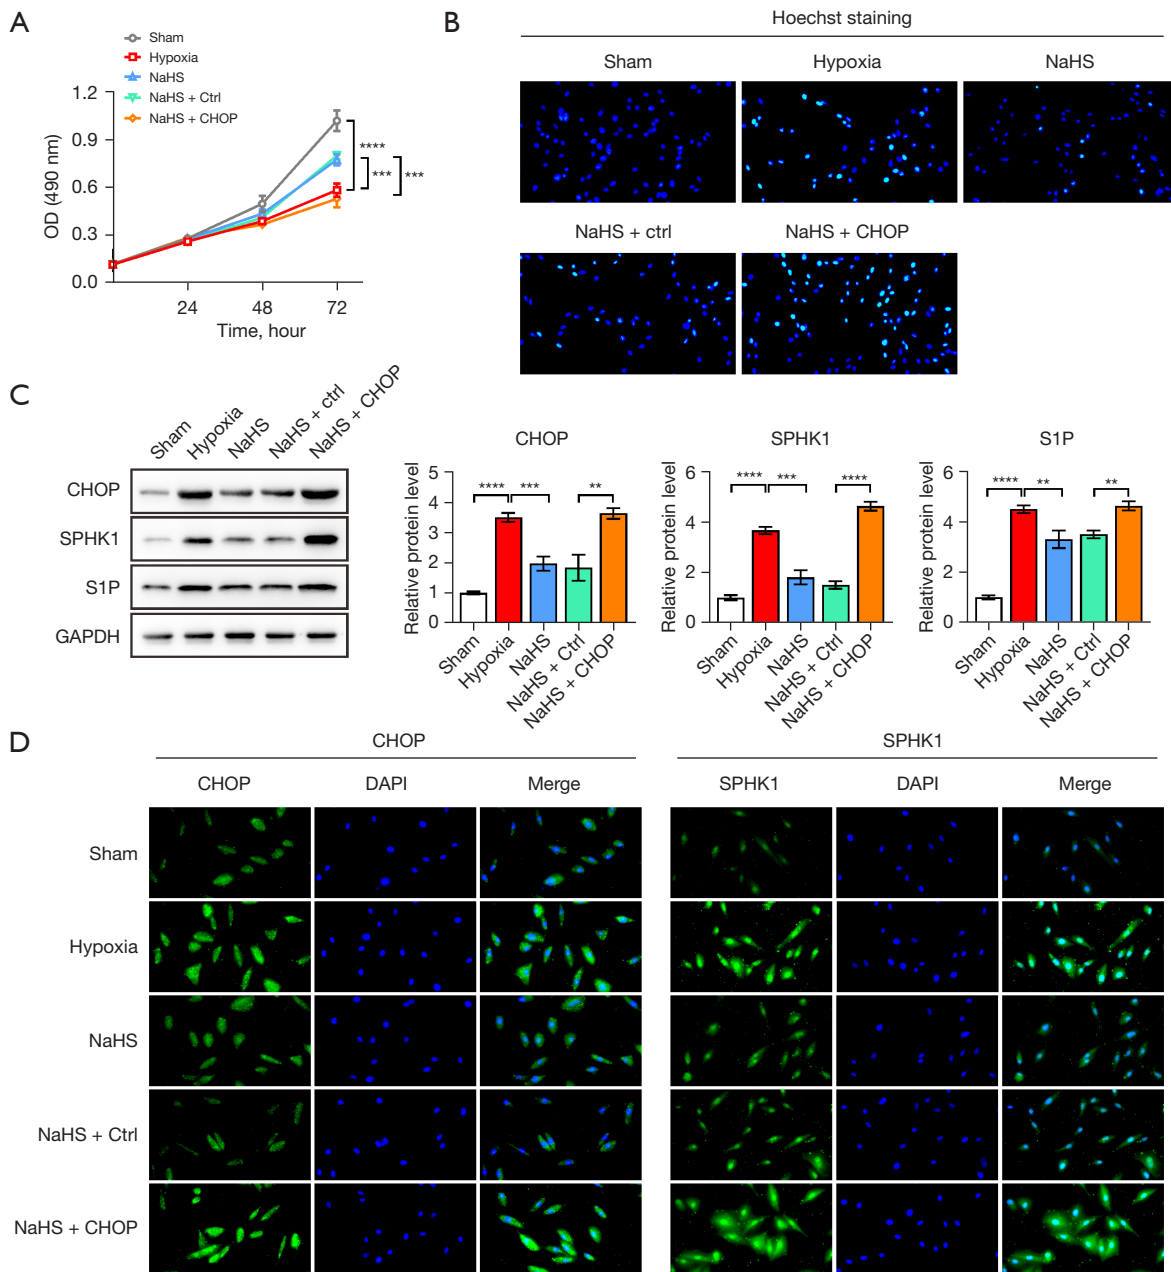 A
Sham
Hypoxia
NaHS
NaHS + Ctrl
NaHS + CHOP
1.2
0.9
0.6
0.3
0.0
OD (490 nm)
24
48
72
Time, hour
****
***
***
B
Hoechst staining
Sham
Hypoxia
NaHS
NaHS + ctrl
NaHS + CHOP
C
Sham
Hypoxia
NaHS
NaHS + ctrl
NaHS + CHOP
CHOP
SPHK1
S1P
GAPDH
CHOP
Relative protein level
5
4
3
2
1
0
****
***
**
Sham
Hypoxia
NaHS
NaHS + Ctrl
NaHS + CHOP
SPHK1
Relative protein level
6
4
2
0
****
***
****
Sham
Hypoxia
NaHS
NaHS + Ctrl
NaHS + CHOP
S1P
Relative protein level
6
4
2
0
****
**
**
Sham
Hypoxia
NaHS
NaHS + Ctrl
NaHS + CHOP
D
CHOP
SPHK1
CHOP
DAPI
Merge
SPHK1
DAPI
Merge
Sham
Hypoxia
NaHS
NaHS + Ctrl
NaHS + CHOP